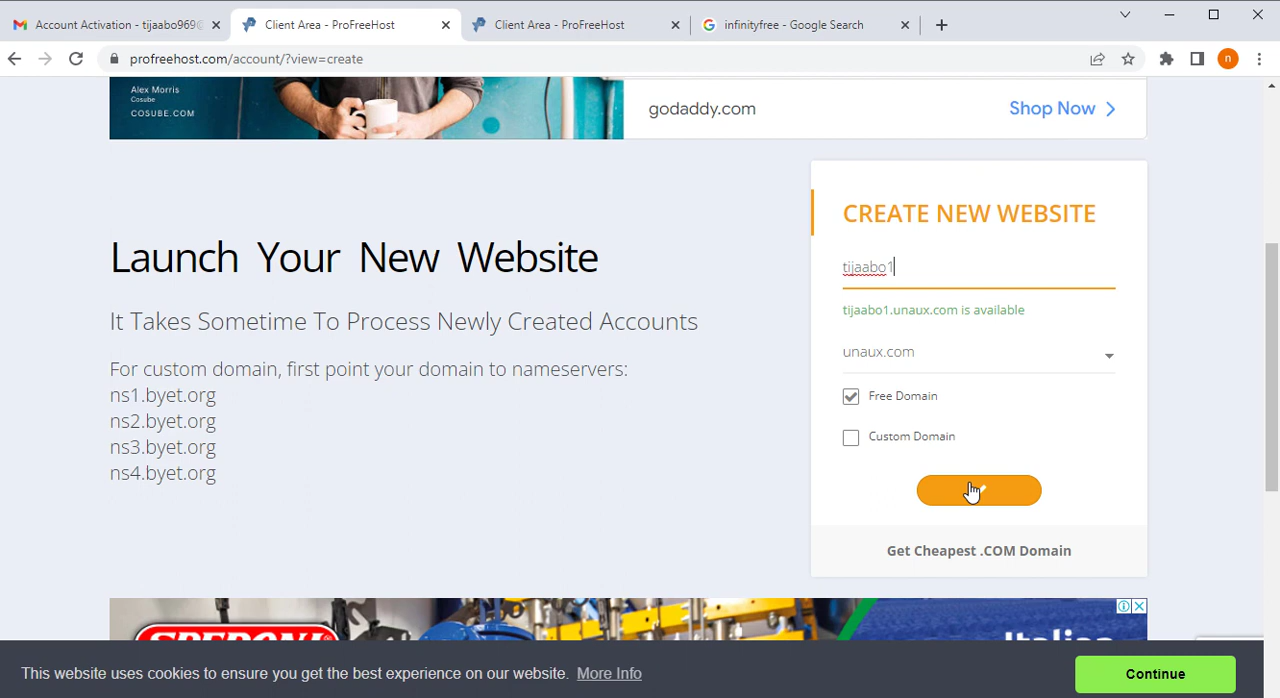 Account Activation - tijaabo969@
Client Area - ProFreeHost
Client Area - ProFreeHost
infinityfree - Google Search
profreehost.com/account/?view=create
n
Alex Morris
Cosube
COSUBE.COM
godaddy.com
Shop Now
CREATE NEW WEBSITE
tijaabo1
tijaabo1.unaux.com is available
unaux.com
Free Domain
Custom Domain
Get Cheapest .COM Domain
Launch Your New Website
It Takes Sometime To Process Newly Created Accounts
For custom domain, first point your domain to nameservers:
ns1.byet.org
ns2.byet.org
ns3.byet.org
ns4.byet.org
This website uses cookies to ensure you get the best experience on our website. More Info
Continue